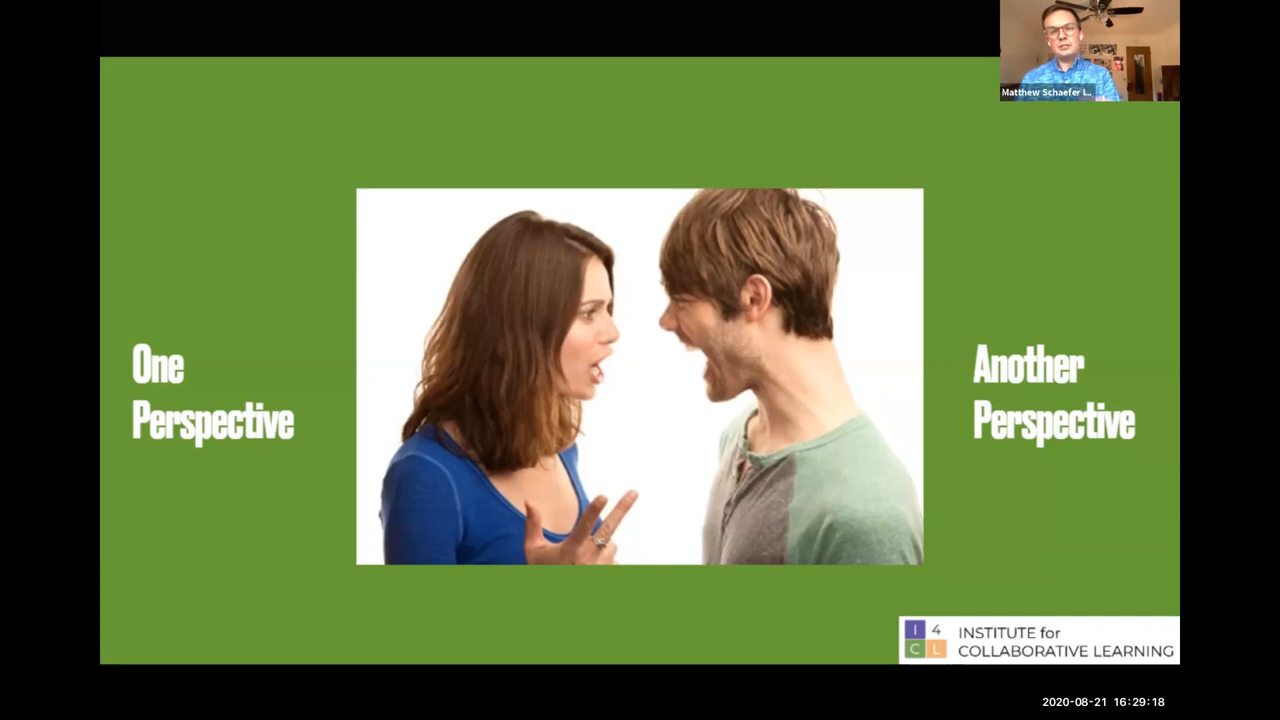 Matthew Schaefer L..
One
Perspective
Another
Perspective
I 4
C L
INSTITUTE for
COLLABORATIVE LEARNING
2020-08-21 16:29:18